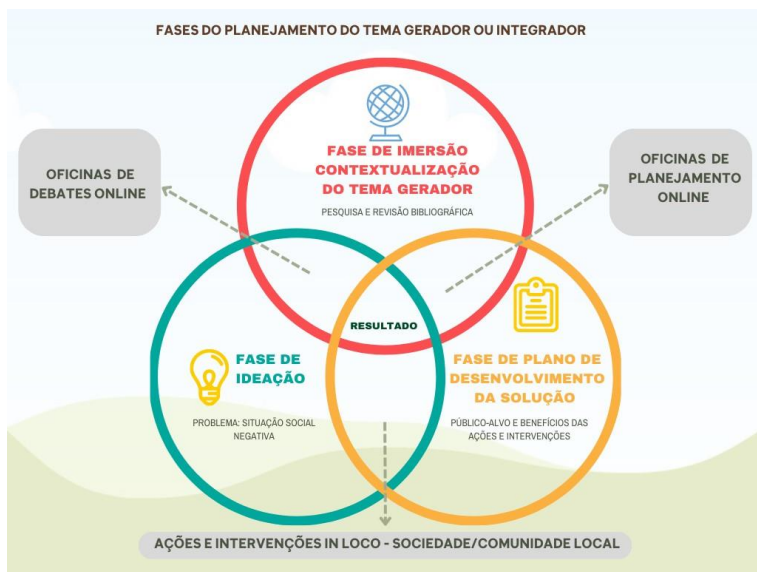 FASES DO PLANEJAMENTO DO TEMA GERADOR OU INTEGRADOR
FASE DE IMERSÃO
CONTEXTUALIZAÇÃO
DO TEMA GERADOR
PESQUISA E REVISÃO BIBLIOGRÁFICA
OFICINAS DE
DEBATES ONLINE
OFICINAS DE
PLANEJAMENTO
ONLINE
RESULTADO
FASE DE
IDEAÇÃO
PROBLEMA: SITUAÇÃO SOCIAL
NEGATIVA
FASE DE PLANO DE
DESENVOLVIMENTO
DA SOLUÇÃO
PÚBLICO-ALVO E BENEFÍCIOS DAS
AÇÕES E INTERVENÇÕES
AÇÕES E INTERVENÇÕES IN LOCO - SOCIEDADE/COMUNIDADE LOCAL